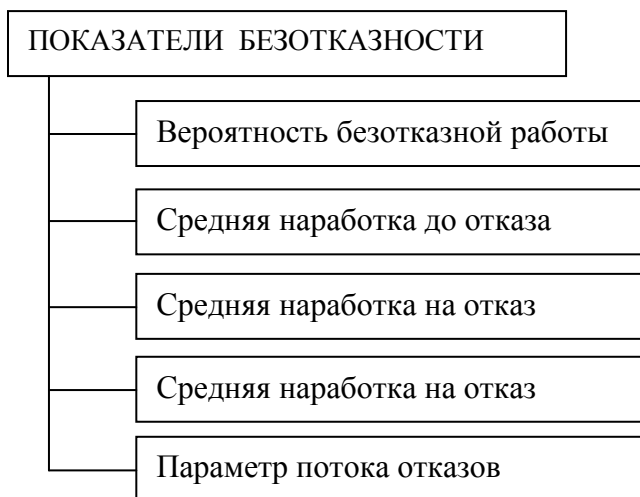 ПОКАЗАТЕЛИ БЕЗОТКАЗНОСТИ
Вероятность безотказной работы
Средняя наработка до отказа
Средняя наработка на отказ
Средняя наработка на отказ
Параметр потока отказов